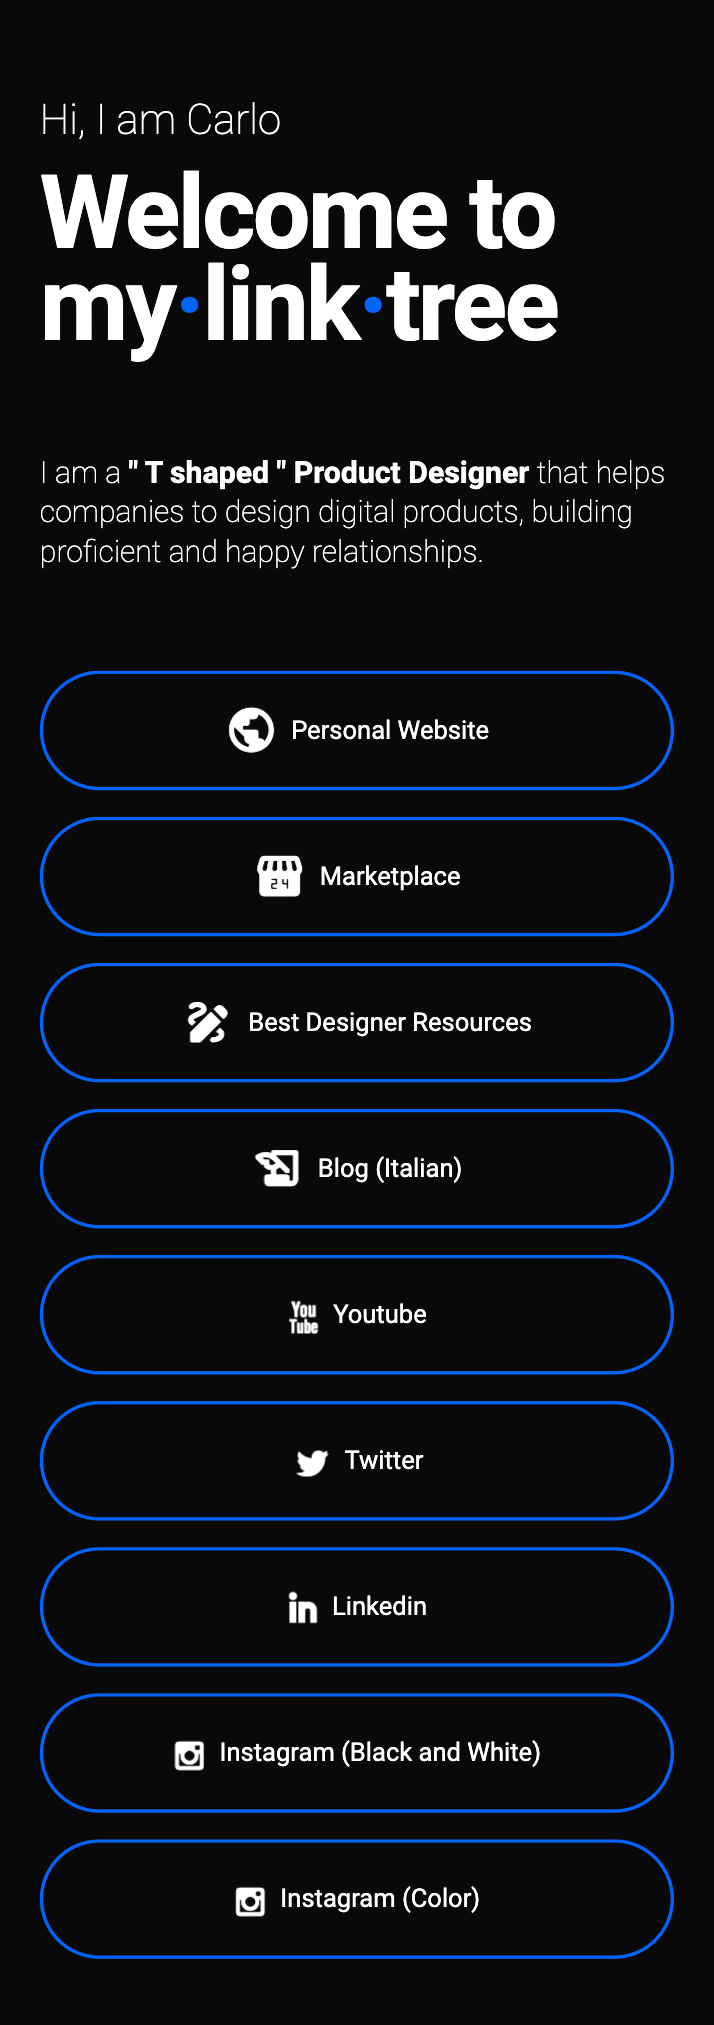 Hi, I am Carlo
Welcome to
my·link·tree
I am a " T shaped " Product Designer that helps
companies to design digital products, building
proficient and happy relationships.
Personal Website
24 Marketplace
Best Designer Resources
Blog (Italian)
You
Tube Youtube
Twitter
in Linkedin
Instagram (Black and White)
Instagram (Color)